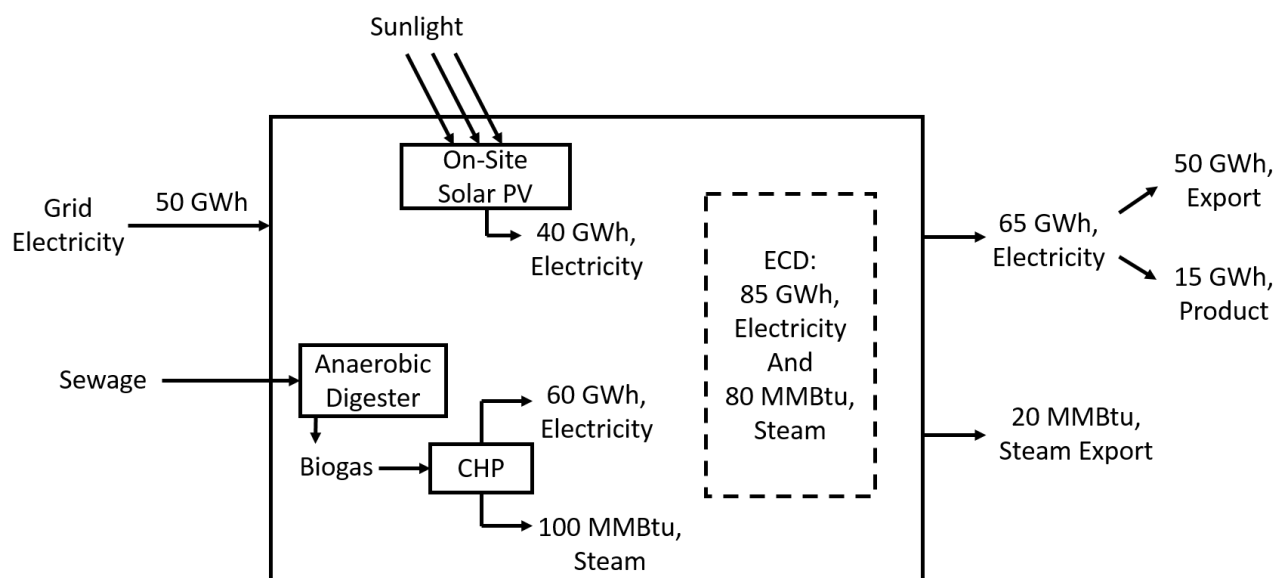 Sunlight
On-Site
Solar PV
50 GWh
Grid
Electricity
40 GWh,
Electricity
ECD:
85 GWh,
Electricity
And
80 MMBtu,
Steam
65 GWh,
Electricity
50 GWh,
Export
15 GWh,
Product
Sewage
Anaerobic
Digester
Biogas
CHP
60 GWh,
Electricity
100 MMBtu,
Steam
20 MMBtu,
Steam Export